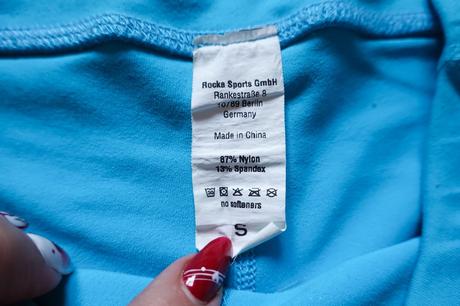 Rocka Sports GmbH
Rankestraße 8
10789 Berlin
Germany
Made in China
87% Nylon
13% Spandex
no softeners
S